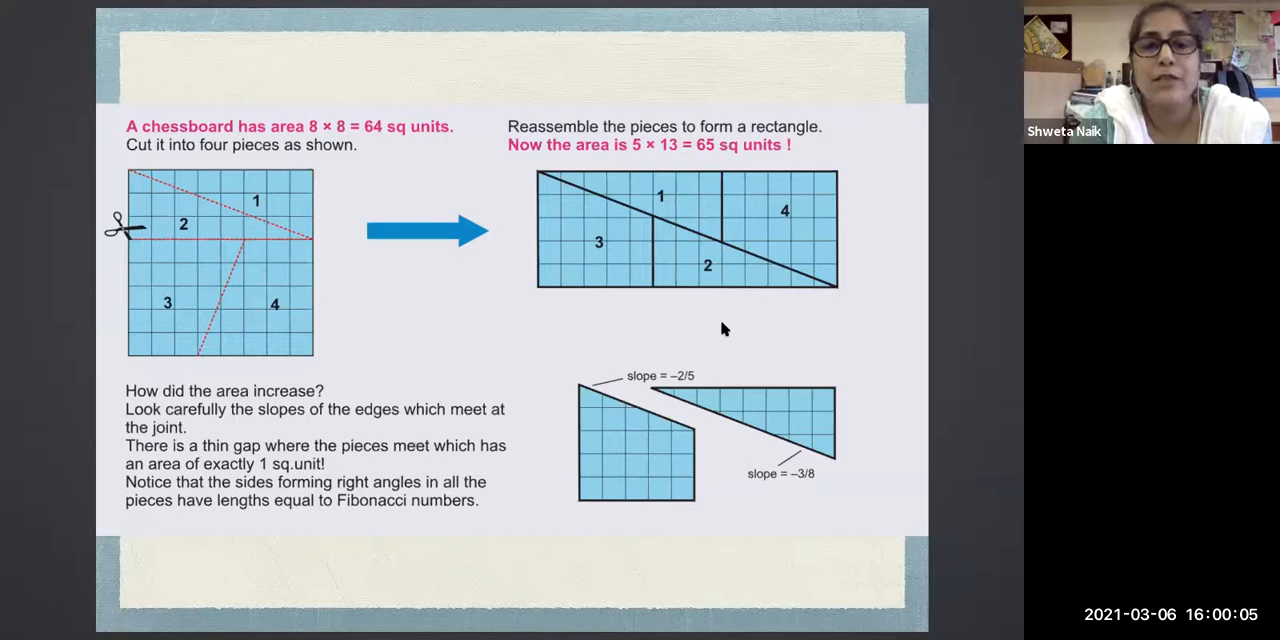 A chessboard has area 8 × 8 = 64 sq units.
Cut it into four pieces as shown.
1
2
3
4
Reassemble the pieces to form a rectangle.
Now the area is 5 × 13 = 65 sq units !
1
4
3
2
How did the area increase?
Look carefully the slopes of the edges which meet at
the joint.
There is a thin gap where the pieces meet which has
an area of exactly 1 sq.unit!
Notice that the sides forming right angles in all the
pieces have lengths equal to Fibonacci numbers.
slope = –2/5
slope = –3/8
Shweta Naik
2021-03-06 16:00:05